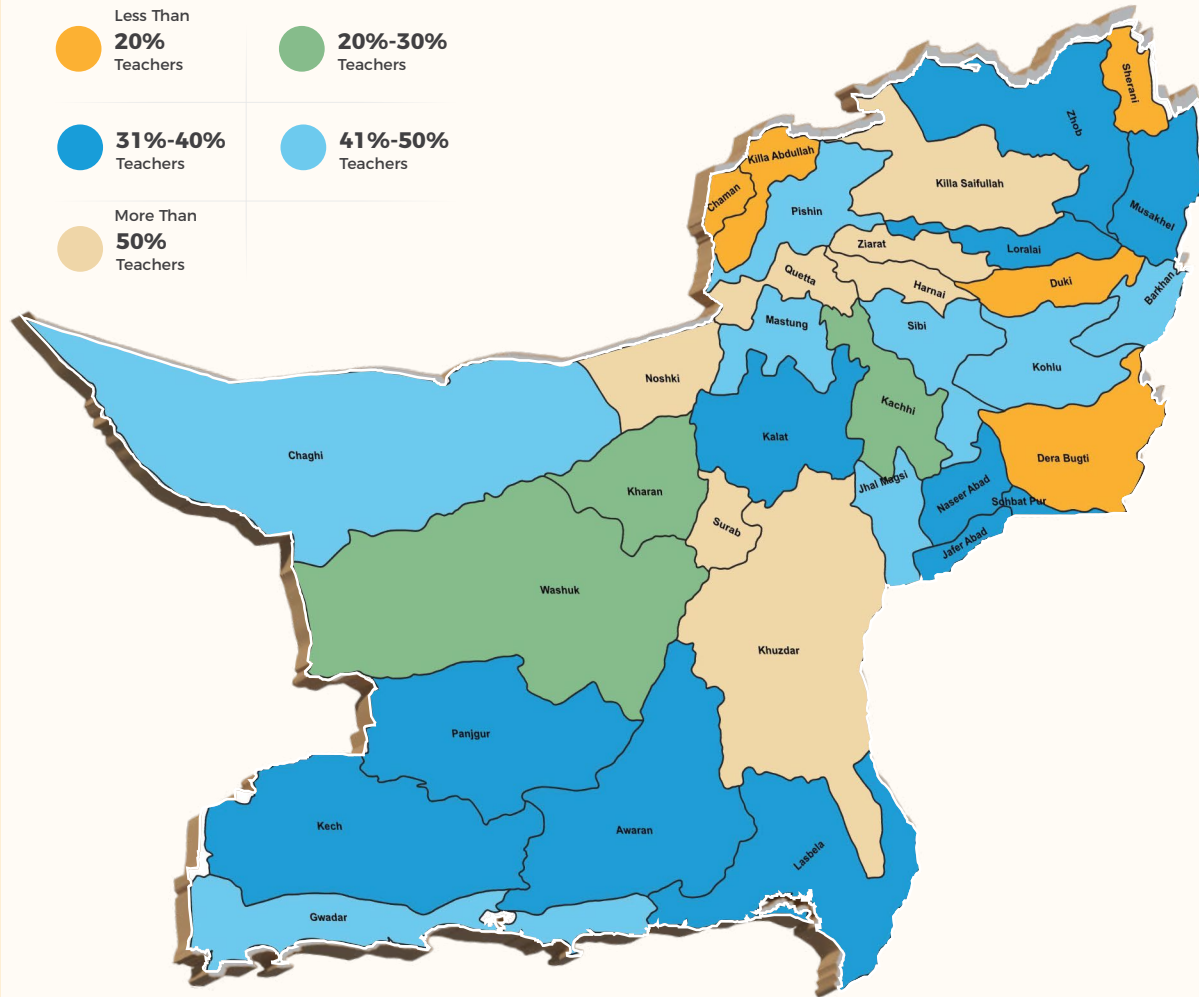 Less Than
20%
Teachers
20%-30%
Teachers
31%-40%
Teachers
41%-50%
Teachers
More Than
50%
Teachers
Sherani
Zhob
Killa Abdullah
Chaman
Killa Saifullah
Pishin
Musakhel
Ziarat
Loralai
Quetta
Harnai
Duki
Barkhan
Mastung
Sibi
Kohlu
Noshki
Kachhi
Kalat
Chaghi
Dera Bugti
Jhal Magsi
Kharan
Naseer Abad
Sohbat Pur
Surab
Jafer Abad
Washuk
Khuzdar
Panjgur
Kech
Awaran
Lasbela
Gwadar